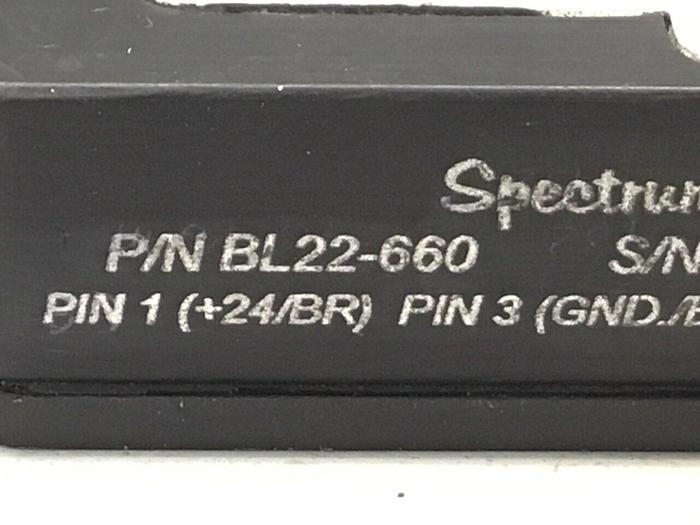 Spectrum
P/N BL22-660 S/N
PIN 1 (+24/BR) PIN 3 (GND./B